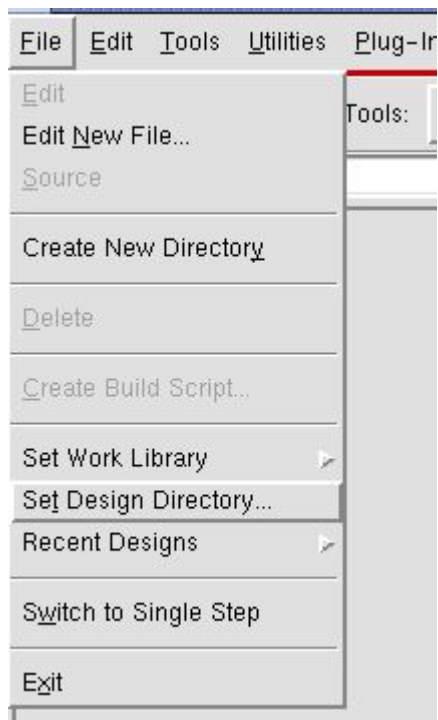 File Edit Tools Utilities Plug-In
Tools:
Edit
Edit New File...
Source
Create New Directory
Delete
Create Build Script...
Set Work Library
Set Design Directory...
Recent Designs
Switch to Single Step
Exit